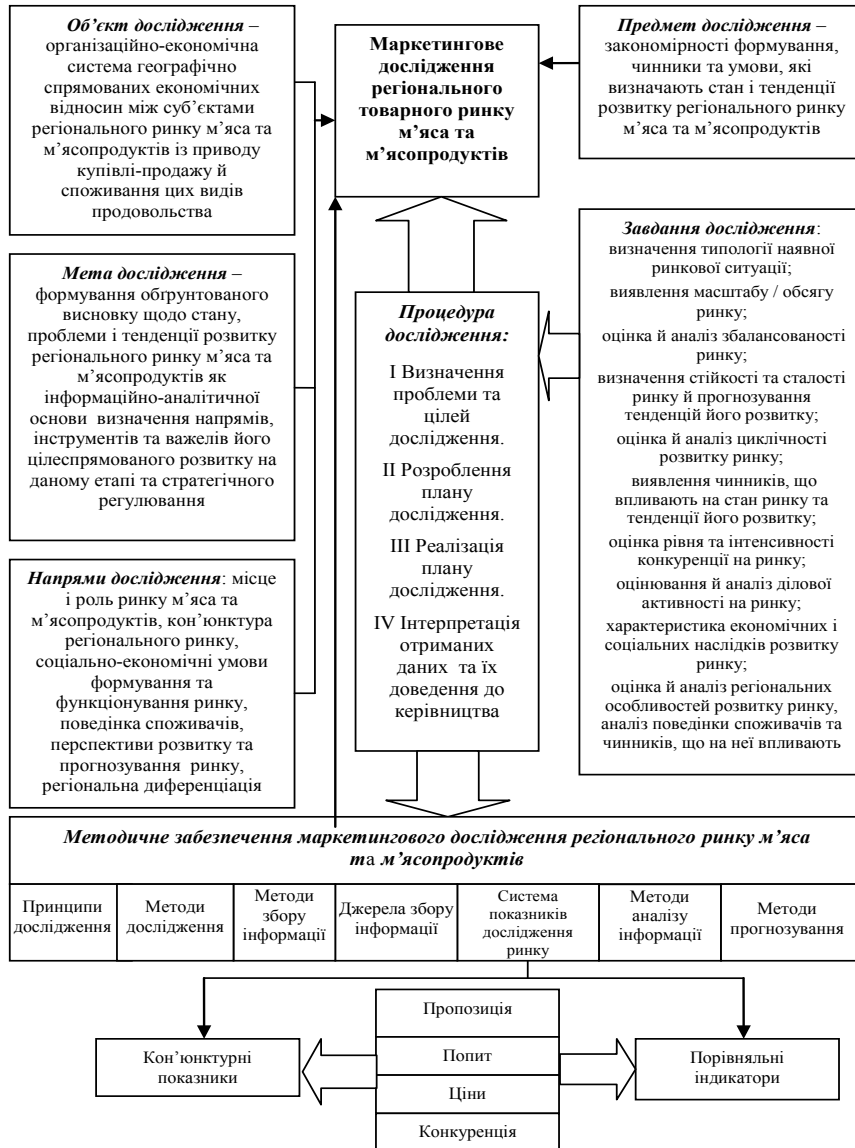 Об’єкт дослідження –
організаційно-економічна
система географічно
спрямованих економічних
відносин між суб’єктами
регіонального ринку м’яса та
м’ясопродуктів із приводу
купівлі-продажу й
споживання цих видів
продовольства
Маркетингове
дослідження
регіонального
товарного ринку
м’яса та
м’ясопродуктів
Предмет дослідження –
закономірності формування,
чинники та умови, які
визначають стан і тенденції
розвитку регіонального ринку
м’яса та м’ясопродуктів
Мета дослідження –
формування обґрунтованого
висновку щодо стану,
проблеми і тенденції розвитку
регіонального ринку м’яса та
м’ясопродуктів як
інформаційно-аналітичної
основи визначення напрямів,
інструментів та важелів його
цілеспрямованого розвитку на
даному етапі та стратегічного
регулювання
Напрями дослідження: місце
і роль ринку м’яса та
м’ясопродуктів, кон’юнктура
регіонального ринку,
соціально-економічні умови
формування та
функціонування ринку,
поведінка споживачів,
перспективи розвитку та
прогнозування ринку,
регіональна диференціація
Процедура
дослідження:
І Визначення
проблеми та
цілей
дослідження.
ІІ Розроблення
плану
дослідження.
ІІІ Реалізація
плану
дослідження.
ІV Інтерпретація
отриманих
даних та їх
доведення до
керівництва
Завдання дослідження:
визначення типології наявної
ринкової ситуації;
виявлення масштабу / обсягу
ринку;
оцінка й аналіз збалансованості
ринку;
визначення стійкості та сталості
ринку й прогнозування
тенденцій його розвитку;
оцінка й аналіз циклічності
розвитку ринку;
виявлення чинників, що
впливають на стан ринку та
тенденції його розвитку;
оцінка рівня та інтенсивності
конкуренції на ринку;
оцінювання й аналіз ділової
активності на ринку;
характеристика економічних і
соціальних наслідків розвитку
ринку;
оцінка й аналіз регіональних
особливостей розвитку ринку,
аналіз поведінки споживачів та
чинників, що на неї впливають
Методичне забезпечення маркетингового дослідження регіонального ринку м’яса
та м’ясопродуктів
Принципи
дослідження
Методи
дослідження
Методи
збору
інформації
Джерела збору
інформації
Система
показників
дослідження
ринку
Методи
аналізу
інформації
Методи
прогнозування
Кон’юнктурні
показники
Пропозиція
Попит
Ціни
Конкуренція
Порівняльні
індикатори